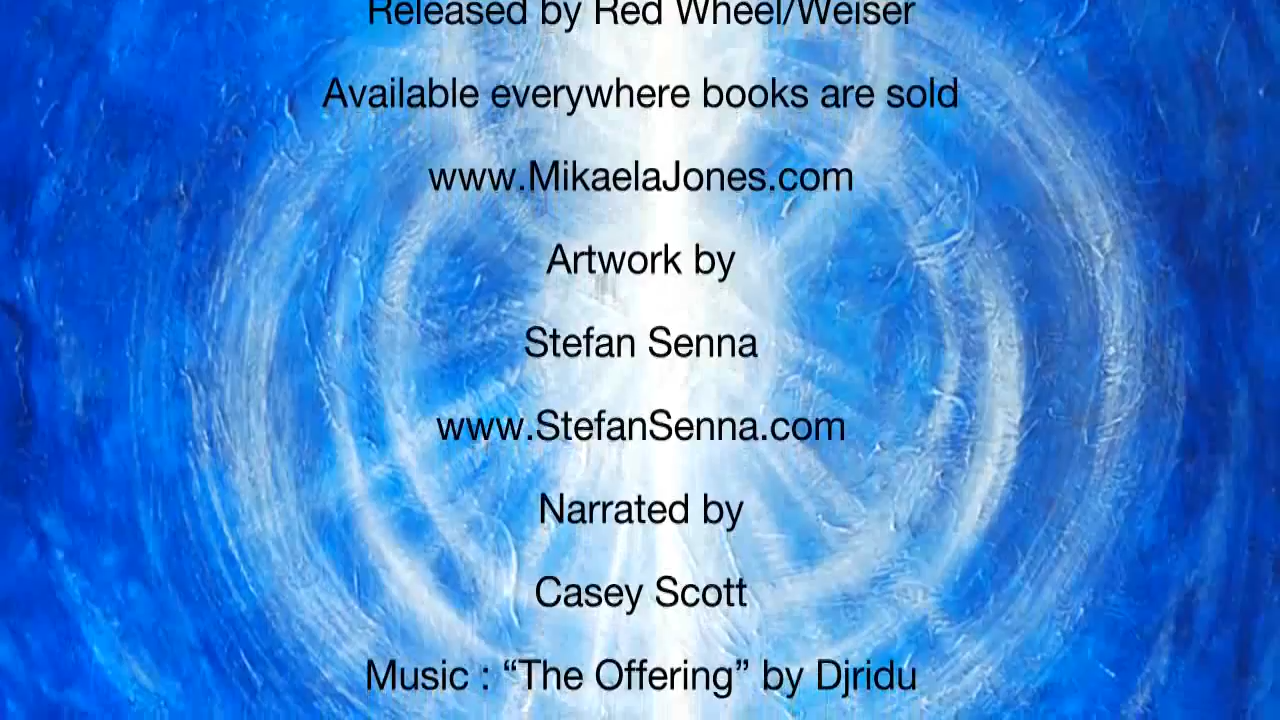 Released by Red Wheel/Weiser
Available everywhere books are sold
www.MikaelaJones.com
Artwork by
Stefan Senna
www.StefanSenna.com
Narrated by
Casey Scott
Music : “The Offering” by Djridu